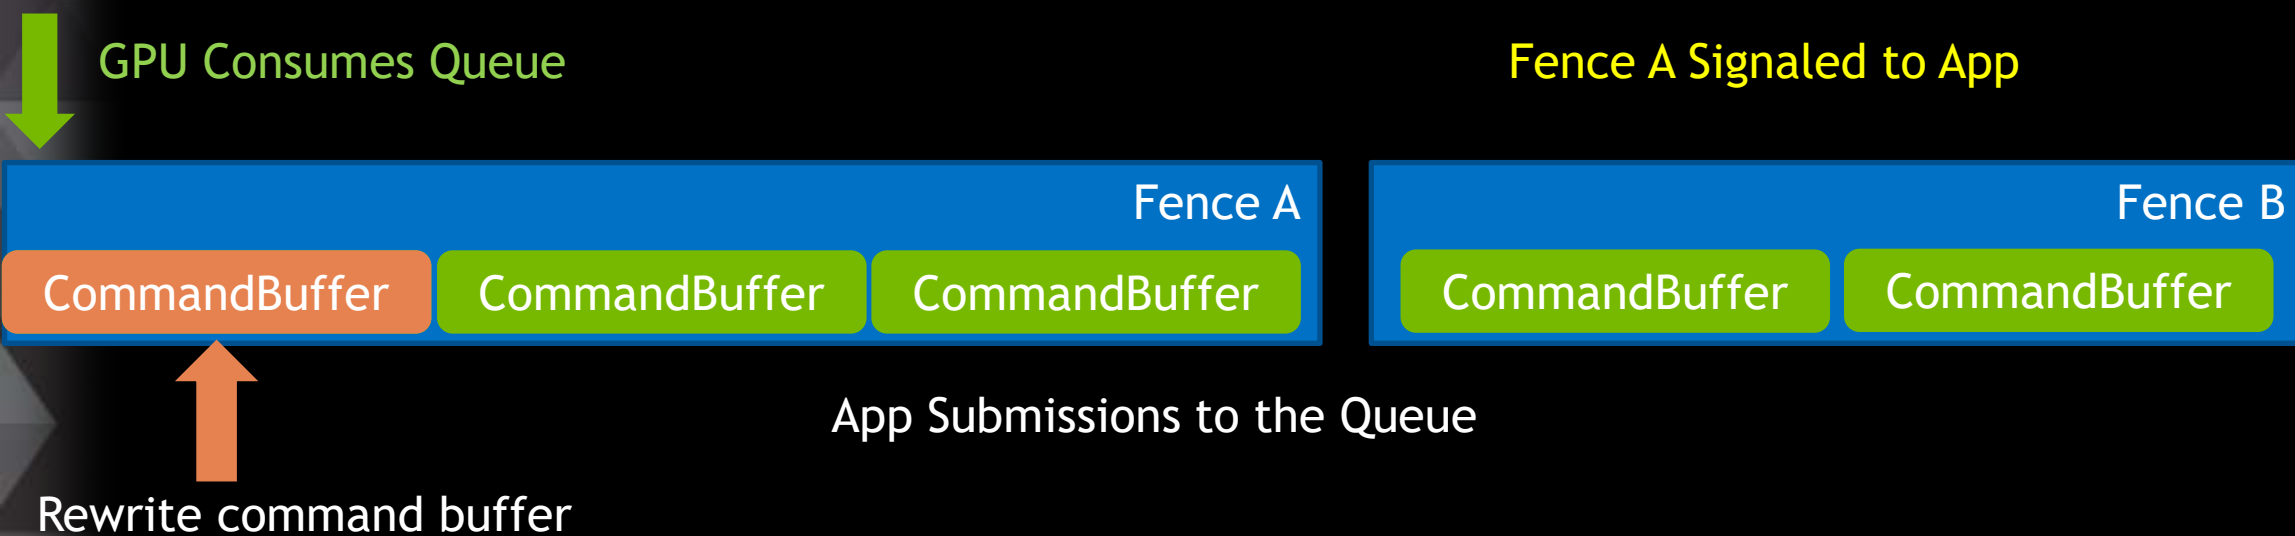 GPU Consumes Queue
Fence A Signaled to App
Fence A
Fence B
CommandBuffer
CommandBuffer
CommandBuffer
CommandBuffer
CommandBuffer
App Submissions to the Queue
Rewrite command buffer